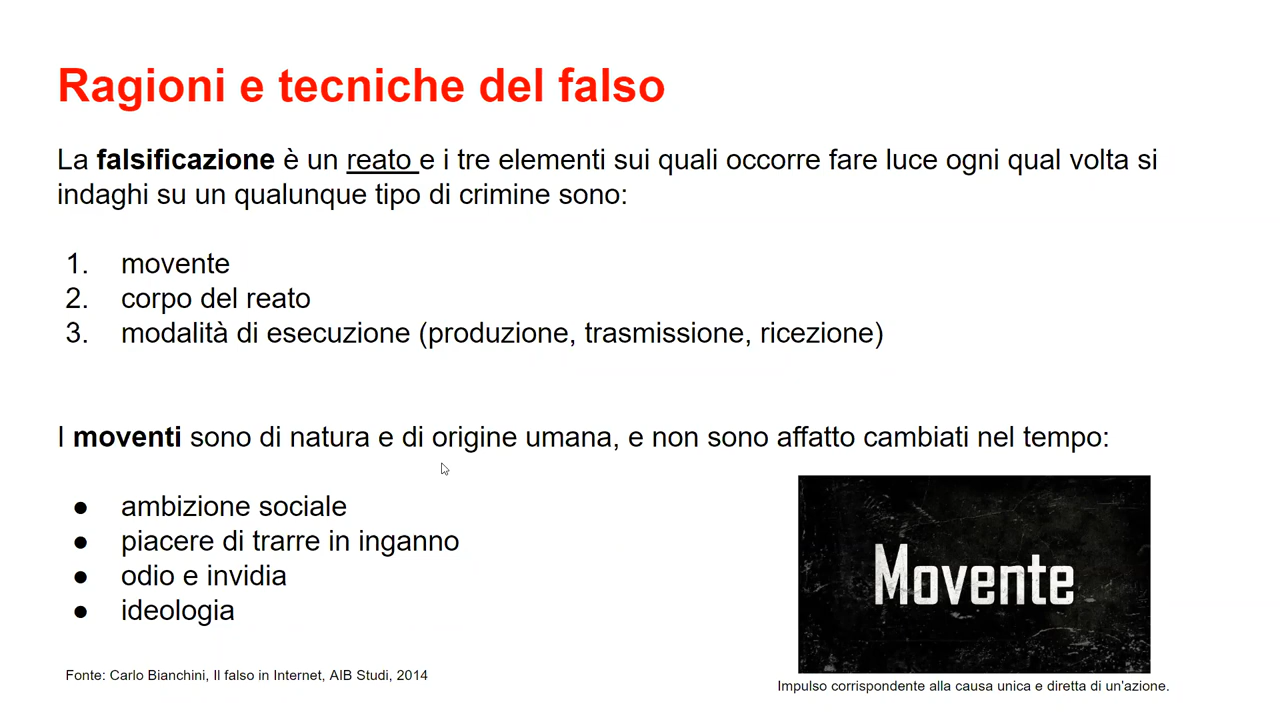 Ragioni e tecniche del falso
La falsificazione è un reato e i tre elementi sui quali occorre fare luce ogni qual volta si
indaghi su un qualunque tipo di crimine sono:
1. movente
2. corpo del reato
3. modalità di esecuzione (produzione, trasmissione, ricezione)
I moventi sono di natura e di origine umana, e non sono affatto cambiati nel tempo:
● ambizione sociale
● piacere di trarre in inganno
● odio e invidia
● ideologia
Movente
Fonte: Carlo Bianchini, Il falso in Internet, AIB Studi, 2014
Impulso corrispondente alla causa unica e diretta di un'azione.